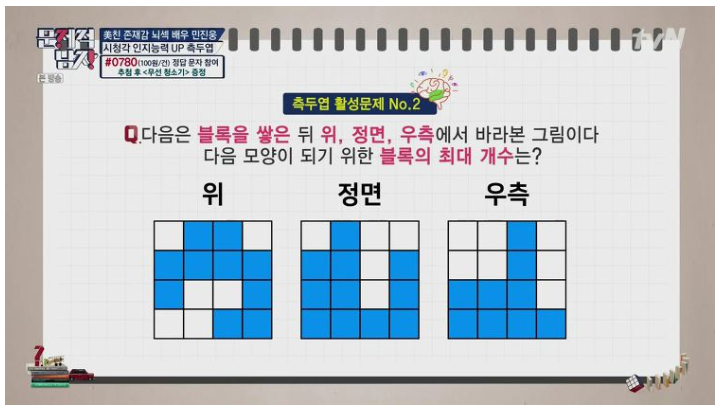 문제적
남자
본 방송
美친 존재감 뇌섹 배우 민진웅
시청각 인지능력 UP 측두엽
#0780(100원/건) 정답 문자 참여
추첨 후 <무선 청소기> 증정
tvN
측두엽 활성문제 No.2
Q.다음은 블록을 쌓은 뒤 위, 정면, 우측에서 바라본 그림이다
다음 모양이 되기 위한 블록의 최대 개수는?
위 정면 우측
7